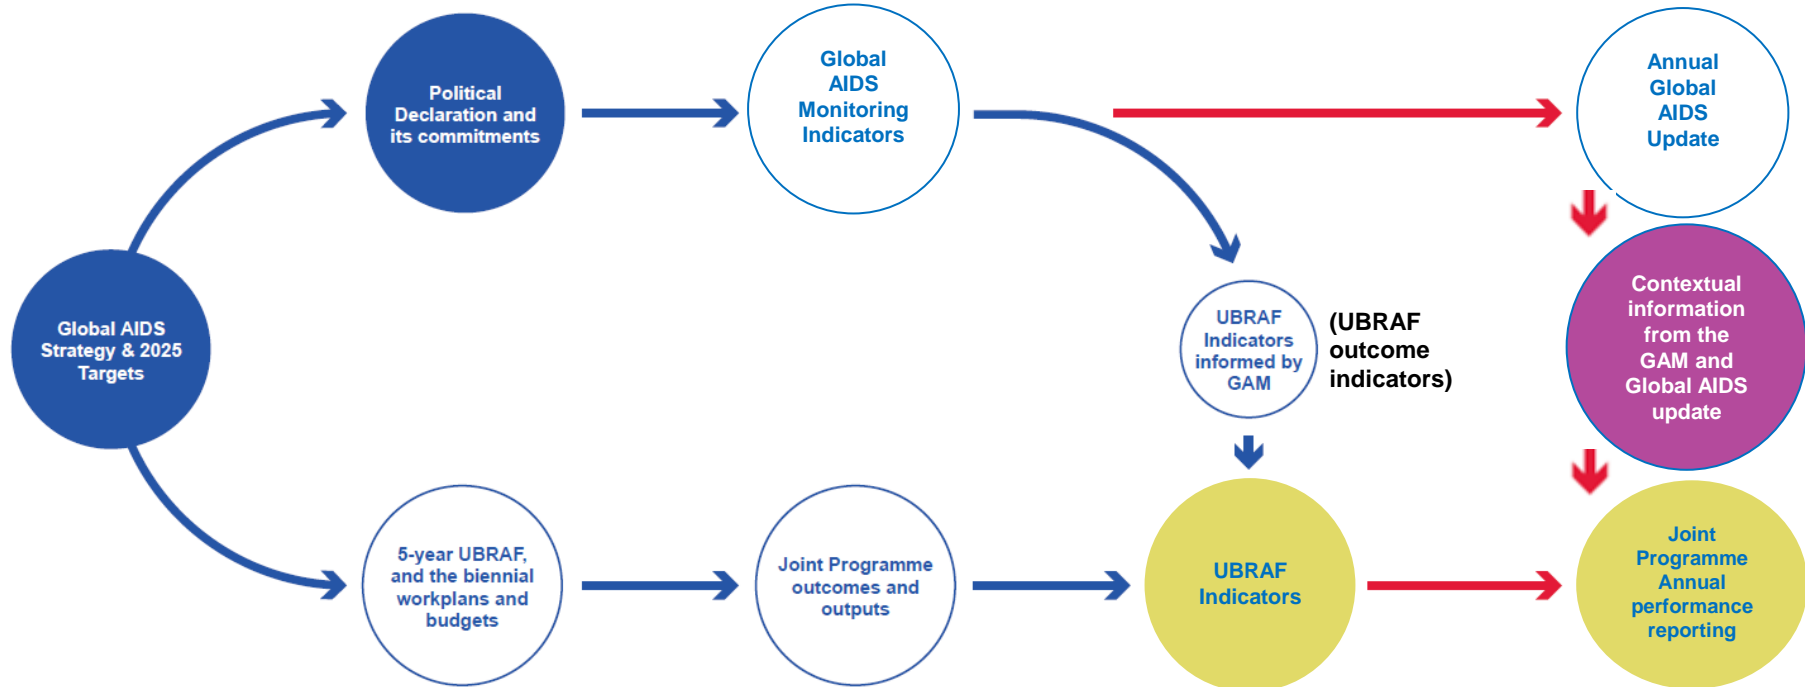 Political
Declaration and
its commitments
Global
AIDS
Monitoring
Indicators
Annual
Global
AIDS
Update
Global AIDS
Strategy & 2025
Targets
UBRAF
Indicators
informed by
GAM
(UBRAF
outcome
indicators)
Contextual
information
from the
GAM and
Global AIDS
update
5-year UBRAF,
and the biennial
workplans and
budgets
Joint Programme
outcomes and
outputs
UBRAF
Indicators
Joint
Programme
Annual
performance
reporting